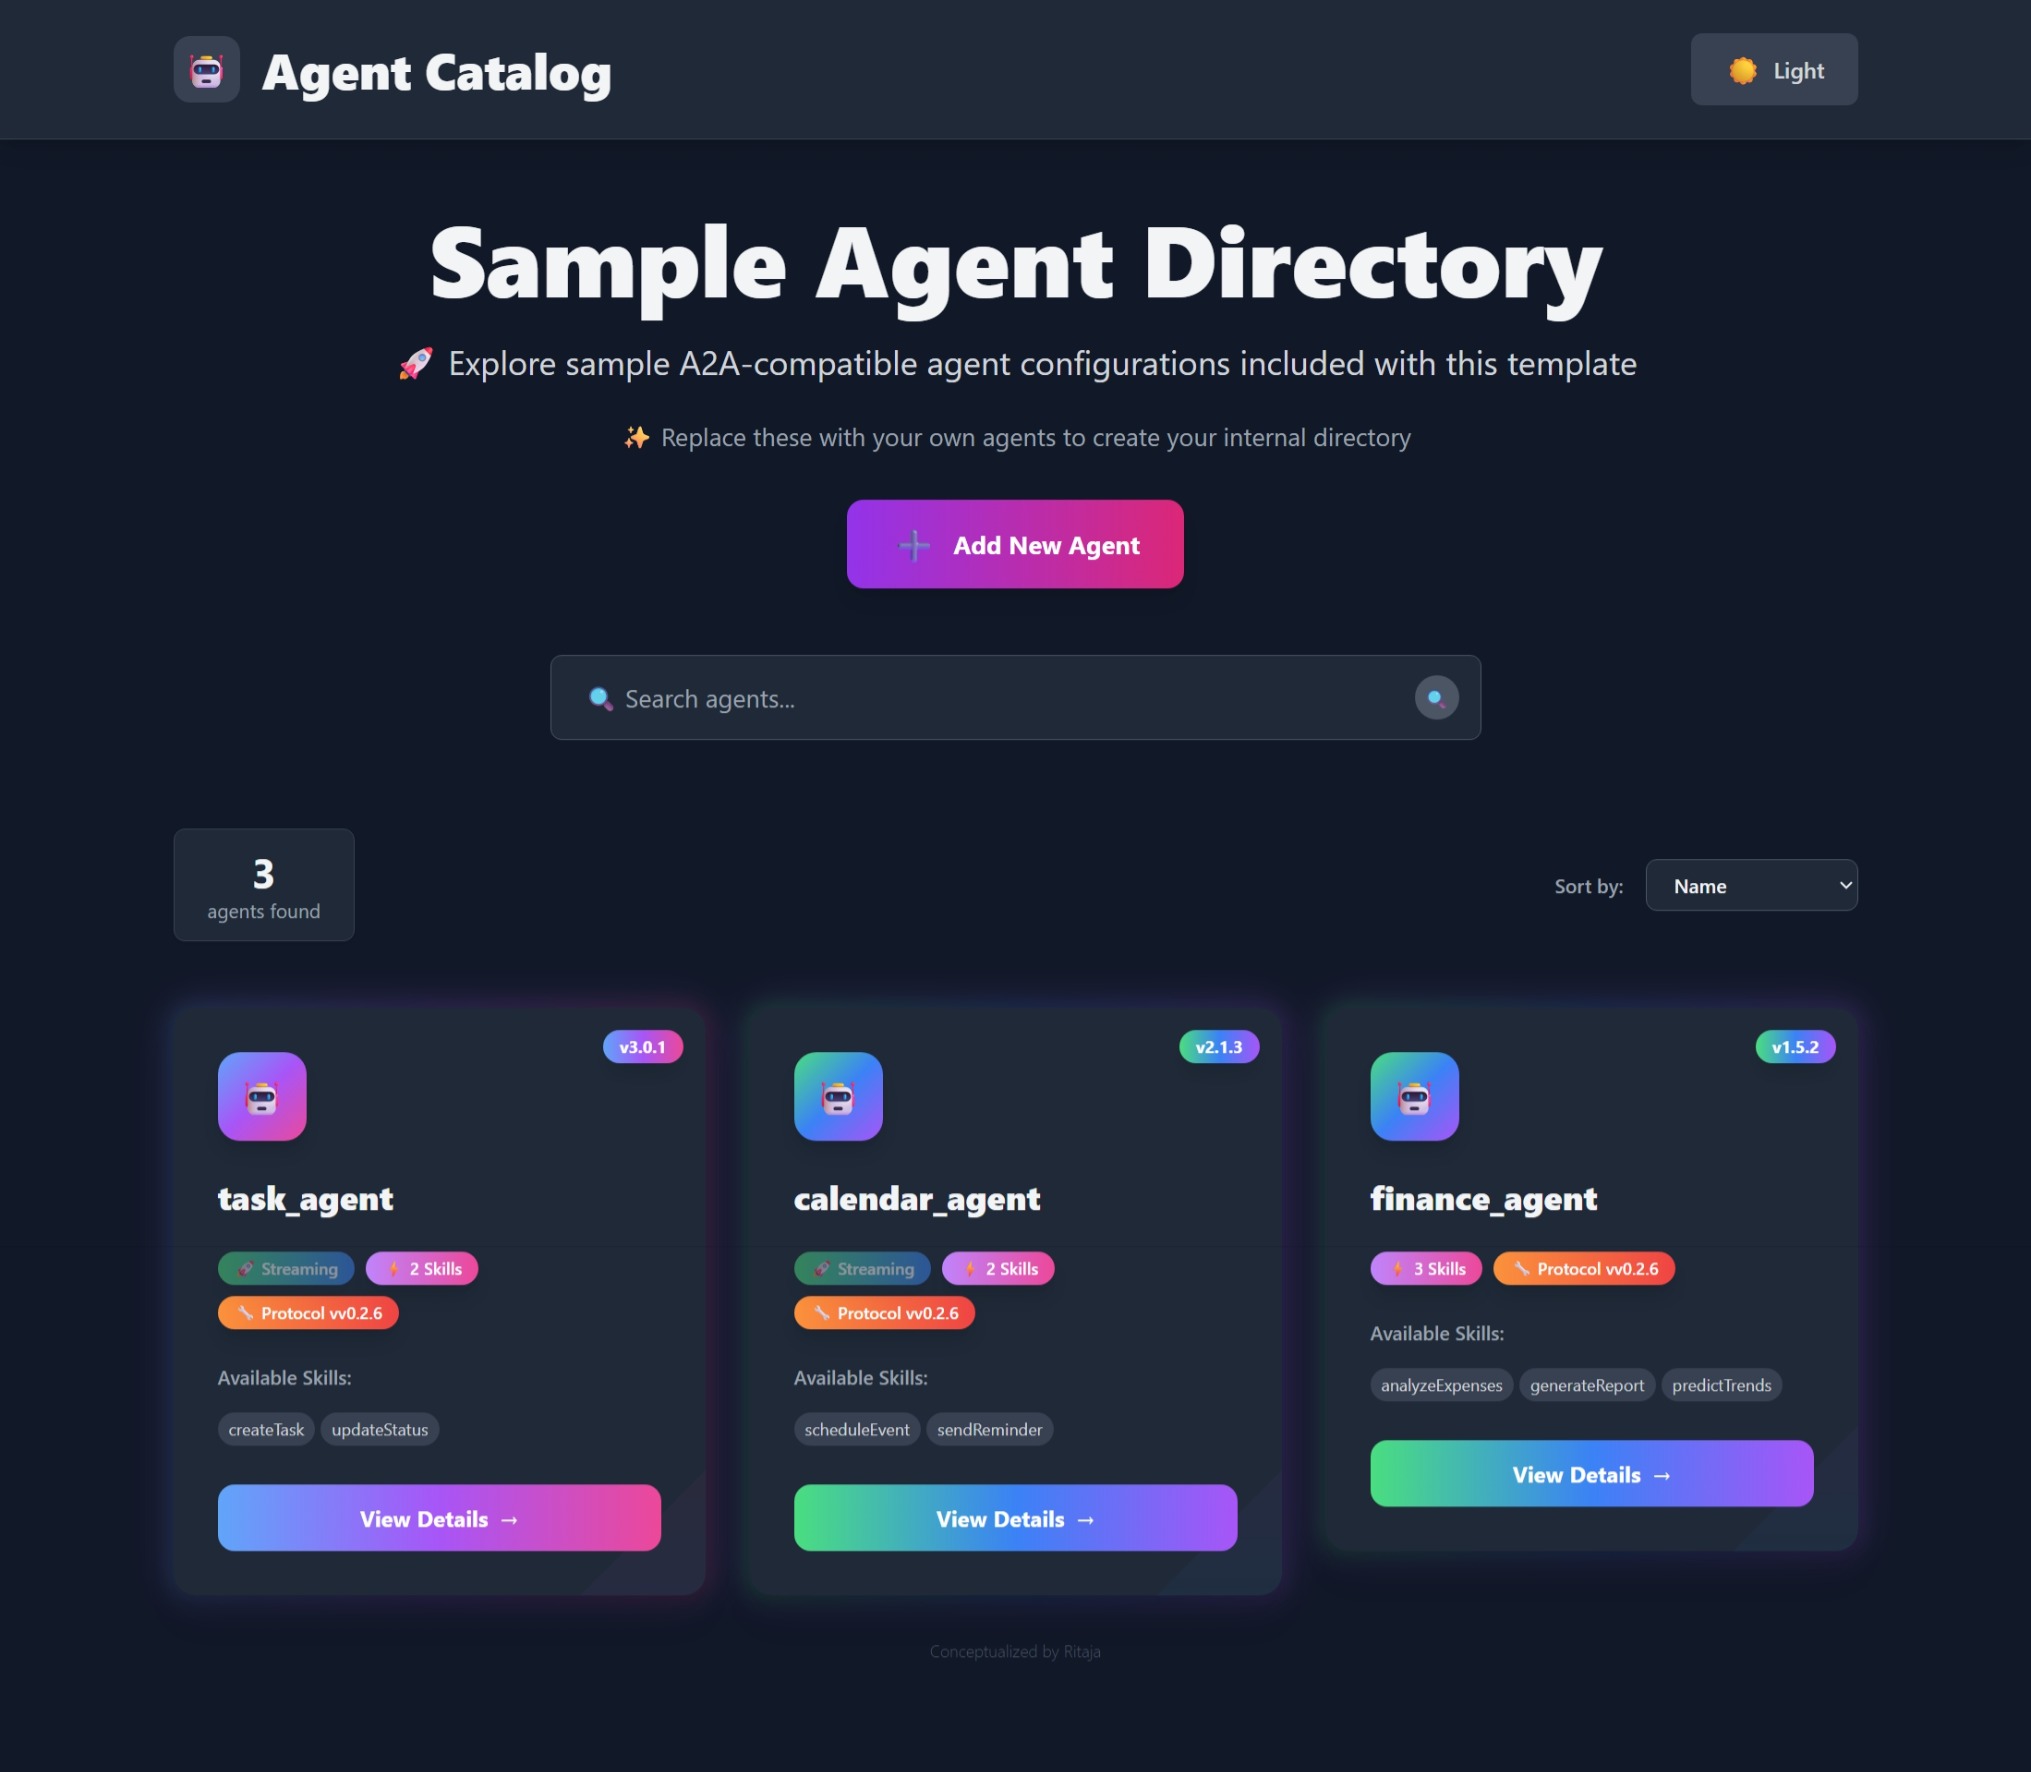 Agent Catalog
Light
Sample Agent Directory
🚀 Explore sample A2A-compatible agent configurations included with this template
✨ Replace these with your own agents to create your internal directory
➕ Add New Agent
🔍 Search agents...
3
agents found
Sort by: Name
v3.0.1
task_agent
🚀 Streaming ⚡ 2 Skills
🔧 Protocol vv0.2.6
Available Skills:
createTask updateStatus
View Details →
v2.1.3
calendar_agent
🚀 Streaming ⚡ 2 Skills
🔧 Protocol vv0.2.6
Available Skills:
scheduleEvent sendReminder
View Details →
v1.5.2
finance_agent
⚡ 3 Skills 🔧 Protocol vv0.2.6
Available Skills:
analyzeExpenses generateReport predictTrends
View Details →
Conceptualized by Ritaja